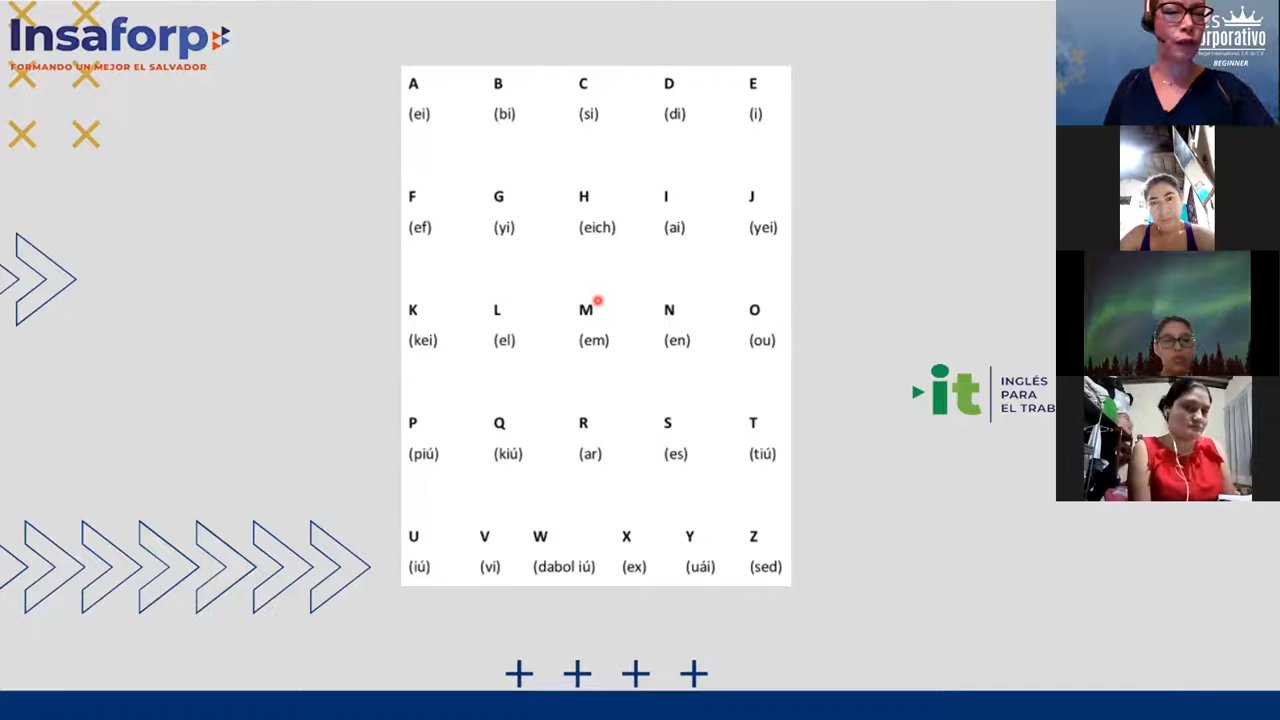 Insaforp
FORMANDO UN MEJOR EL SALVADOR
A B C D E
(ei) (bi) (si) (di) (i)
F G H I J
(ef) (yi) (eich) (ai) (yei)
K L M N O
(kei) (el) (em) (en) (ou)
P Q R S T
(piú) (kiú) (ar) (es) (tiú)
U V W X Y Z
(iú) (vi) (dabol iú) (ex) (uái) (sed)
it
INGLÉS
PARA
EL TRAB
orporativo
BEGINNER